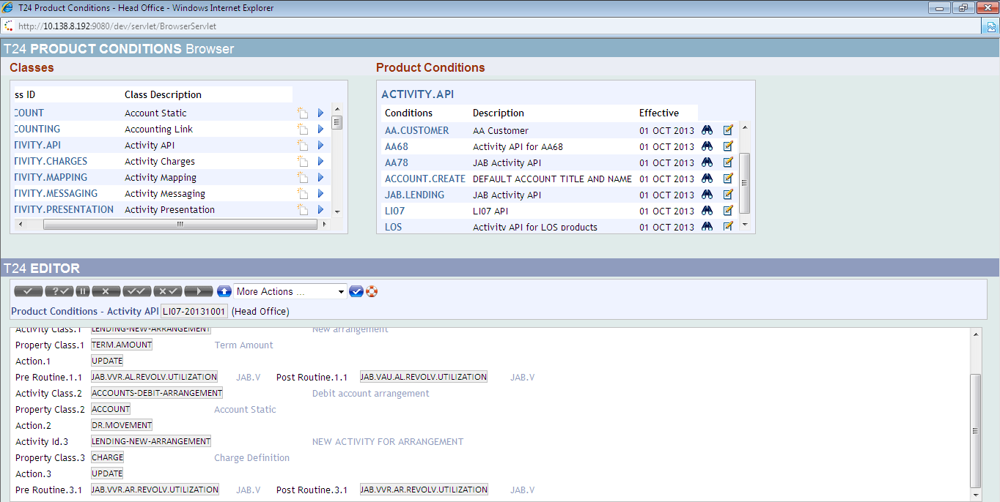 T24 Product Conditions - Head Office - Windows Internet Explorer
http://10.138.8.192:9080/dev/servlet/BrowserServlet
T24 PRODUCT CONDITIONS Browser
Classes
ss ID Class Description
COUNT Account Static
COUNTING Accounting Link
TIVITY.API Activity API
TIVITY.CHARGES Activity Charges
TIVITY.MAPPING Activity Mapping
TIVITY.MESSAGING Activity Messaging
TIVITY.PRESENTATION Activity Presentation
Product Conditions
ACTIVITY.API
Conditions Description Effective
AA.CUSTOMER AA Customer 01 OCT 2013
AA68 Activity API for AA68 01 OCT 2013
AA78 JAB Activity API 01 OCT 2013
ACCOUNT.CREATE DEFAULT ACCOUNT TITLE AND NAME 01 OCT 2013
JAB.LENDING JAB Activity API 01 OCT 2013
LI07 LI07 API 01 OCT 2013
LOS Activity API for LOS products 01 OCT 2013
T24 EDITOR
More Actions ...
Product Conditions - Activity API LI07-20131001 (Head Office)
Activity Class.1 LENDING-NEW-ARRANGEMENT New arrangement
Property Class.1 TERM.AMOUNT Term Amount
Action.1 UPDATE
Pre Routine.1.1 JAB.VVR.AL.REVOLV.UTILIZATION JAB.V Post Routine.1.1 JAB.VAU.AL.REVOLV.UTILIZATION JAB.V
Activity Class.2 ACCOUNTS-DEBIT-ARRANGEMENT Debit account arrangement
Property Class.2 ACCOUNT Account Static
Action.2 DR.MOVEMENT
Activity Id.3 LENDING-NEW-ARRANGEMENT NEW ACTIVITY FOR ARRANGEMENT
Property Class.3 CHARGE Charge Definition
Action.3 UPDATE
Pre Routine.3.1 JAB.VVR.AR.REVOLV.UTILIZATION JAB.V Post Routine.3.1 JAB.VVR.AR.REVOLV.UTILIZATION JAB.V